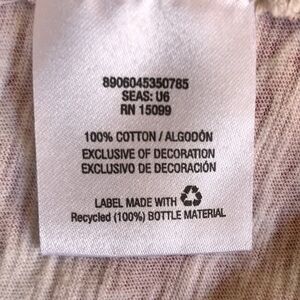 8906045350785
SEAS: U6
RN 15099
100% COTTON / ALGODÓN
EXCLUSIVE OF DECORATION
EXCLUSIVO DE DECORACIÓN
LABEL MADE WITH
Recycled (100%) BOTTLE MATERIAL